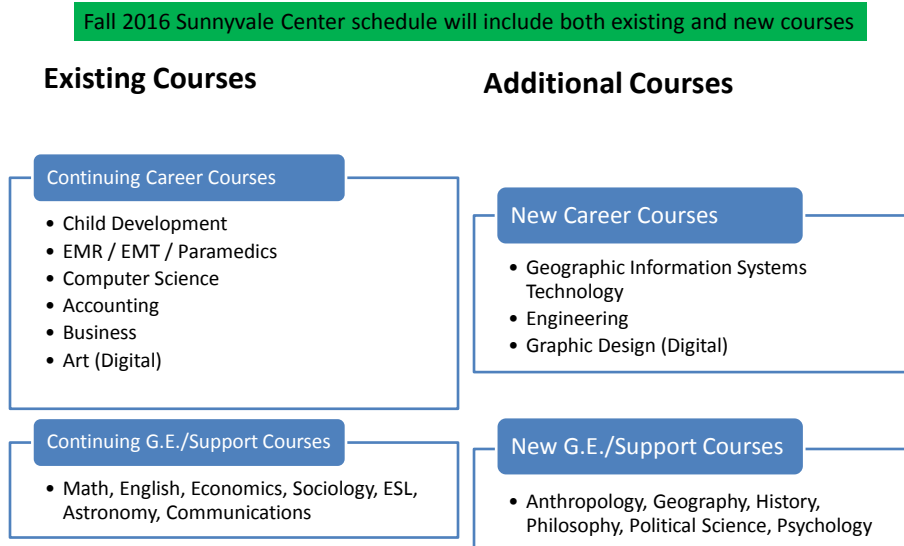 Fall 2016 Sunnyvale Center schedule will include both existing and new courses
Existing Courses
Continuing Career Courses
• Child Development
• EMR / EMT / Paramedics
• Computer Science
• Accounting
• Business
• Art (Digital)
Continuing G.E./Support Courses
• Math, English, Economics, Sociology, ESL,
Astronomy, Communications
Additional Courses
New Career Courses
• Geographic Information Systems
Technology
• Engineering
• Graphic Design (Digital)
New G.E./Support Courses
• Anthropology, Geography, History,
Philosophy, Political Science, Psychology